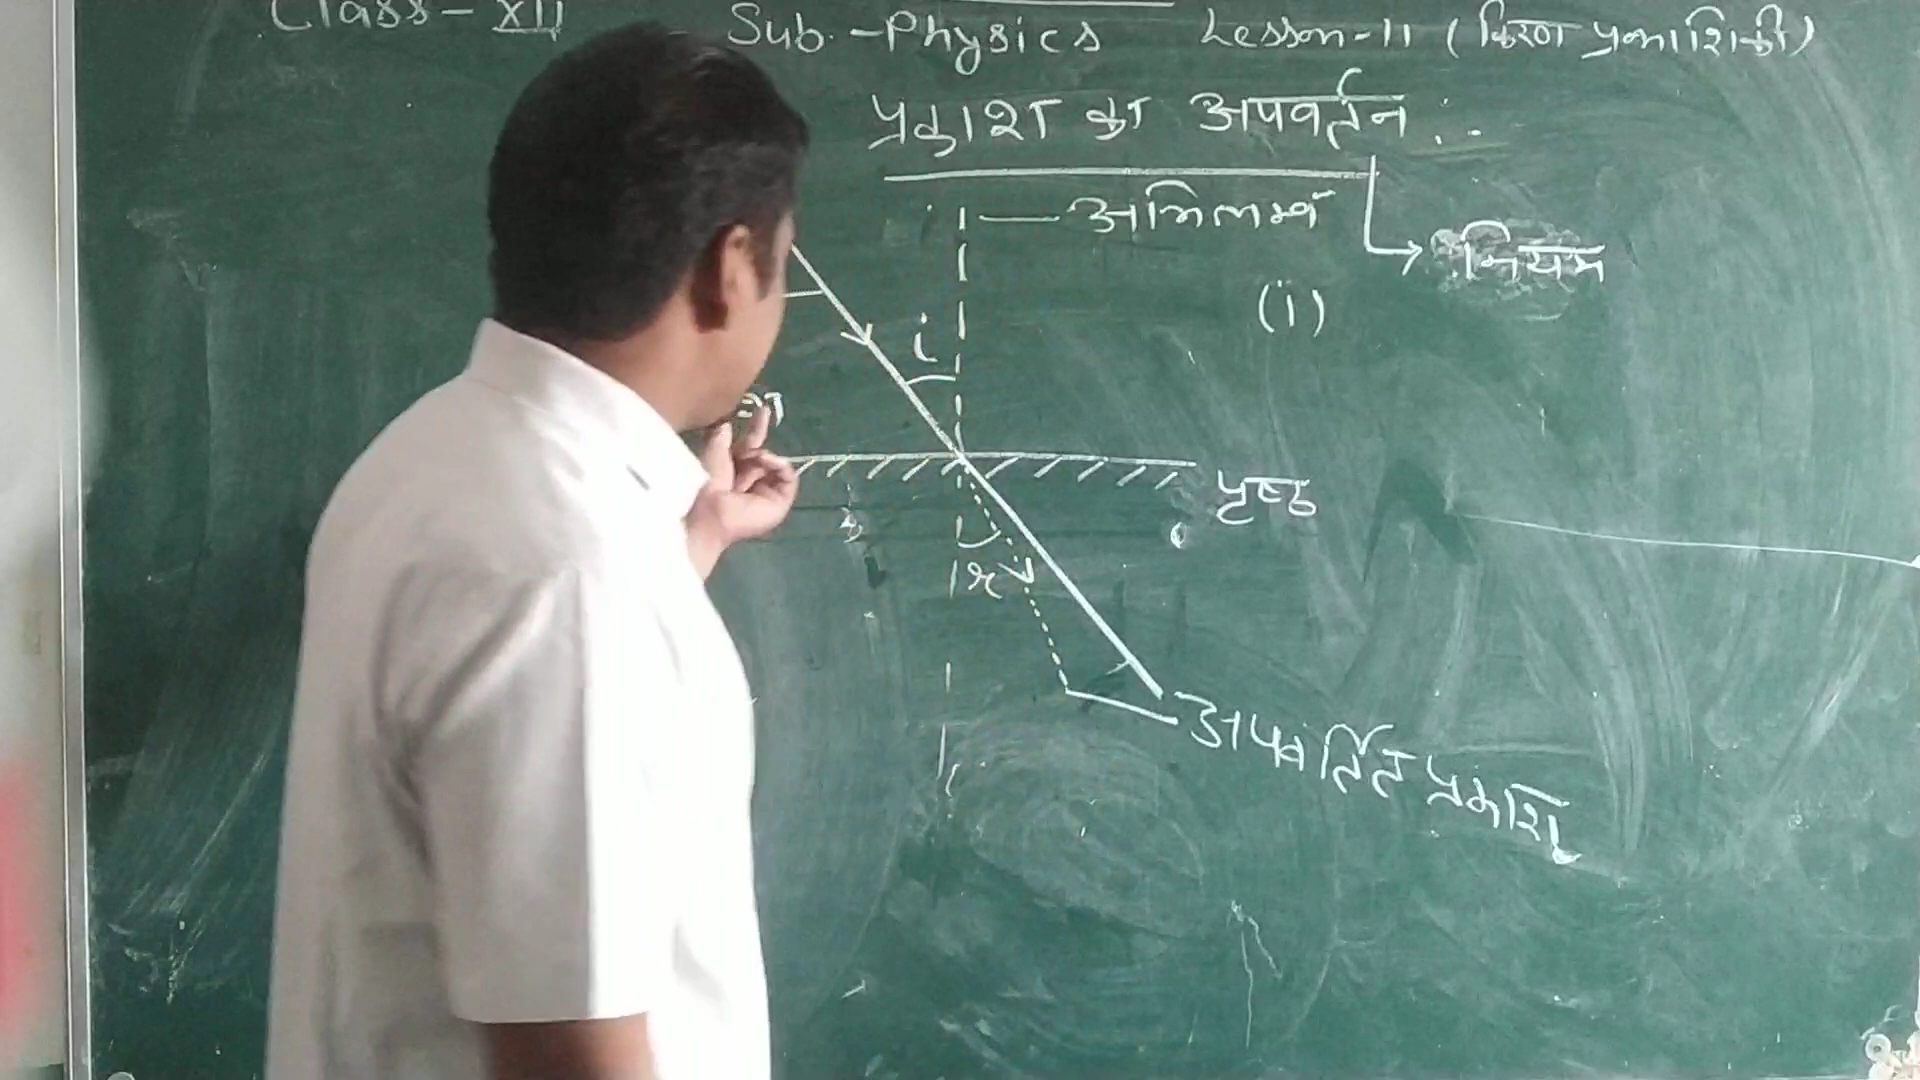 Class - XII Sub. - Physics Lesson - 11 (किरण प्रकाशिकी)
प्रकाश का अपवर्तन :-
अभिलम्ब
नियम
(i)
i
पृष्ठ
r
अपवर्तित प्रकाश